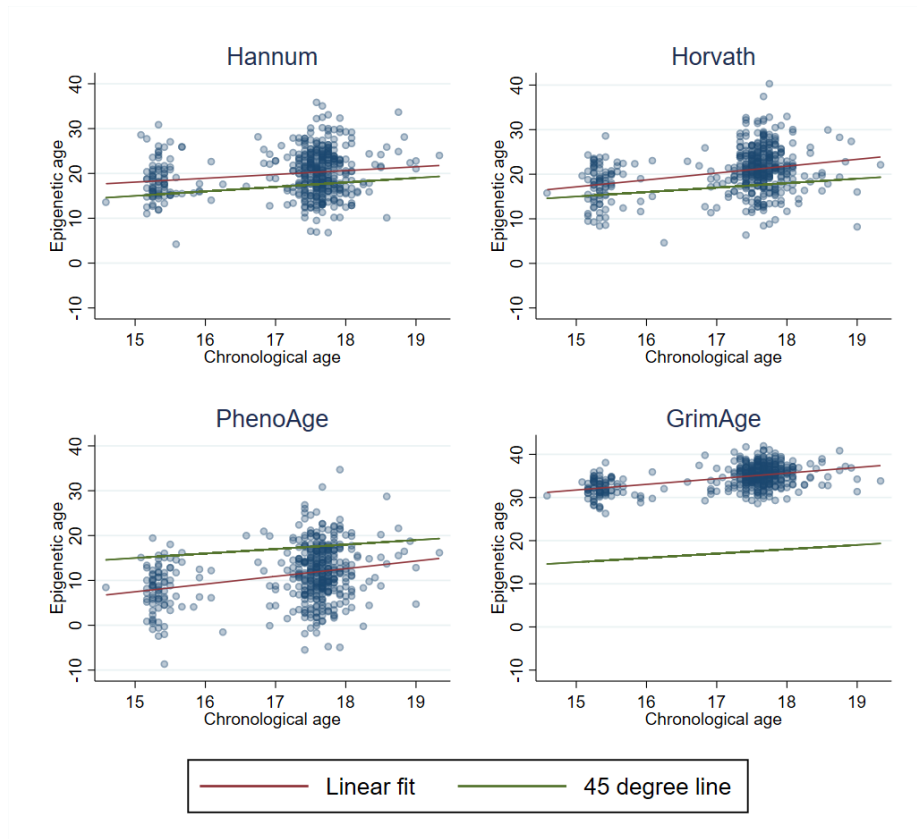 Hannum
Epigenetic age
-10 0 10 20 30 40
15 16 17 18 19
Chronological age
Horvath
Epigenetic age
-10 0 10 20 30 40
15 16 17 18 19
Chronological age
PhenoAge
Epigenetic age
-10 0 10 20 30 40
15 16 17 18 19
Chronological age
GrimAge
Epigenetic age
-10 0 10 20 30 40
15 16 17 18 19
Chronological age
Linear fit 45 degree line